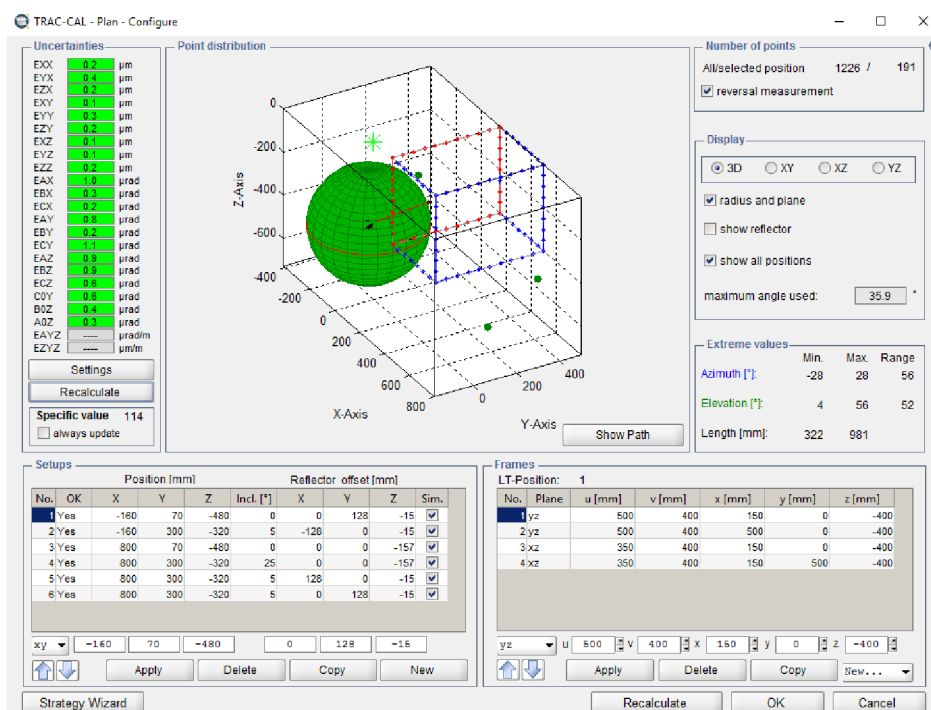 TRAC-CAL - Plan - Configure
Uncertainties
EXX 0.2 µm
EYX 0.4 µm
EZX 0.2 µm
EXY 0.1 µm
EYY 0.3 µm
EZY 0.2 µm
EXZ 0.1 µm
EYZ 0.1 µm
EZZ 0.2 µm
EAX 1.0 µrad
EBX 0.3 µrad
ECX 0.2 µrad
EAY 0.8 µrad
EBY 0.2 µrad
ECY 1.1 µrad
EAZ 0.9 µrad
EBZ 0.9 µrad
ECZ 0.6 µrad
C0Y 0.6 µrad
B0Z 0.4 µrad
A0Z 0.3 µrad
EAYZ ---- µrad/m
EZYZ ---- µm/m
Settings
Recalculate
Specific value 114
always update
Point distribution
0
-200
-400
-600
Z-Axis
-400
-200
0
200
400
600
800
X-Axis
0
200
400
Y-Axis
Show Path
Number of points
All/selected position 1226 / 191
reversal measurement
Display
3D XY XZ YZ
radius and plane
show reflector
show all positions
maximum angle used: 35.9 °
Extreme values
Min. Max. Range
Azimuth [°]: -28 28 56
Elevation [°]: 4 56 52
Length [mm]: 322 981
Setups
Position [mm] Reflector offset [mm]
No. OK X Y Z Incl. [°] X Y Z Sim.
1 Yes -160 70 -480 0 0 128 -15
2 Yes -160 300 -320 5 -128 0 -15
3 Yes 800 70 -480 0 0 0 -157
4 Yes 800 300 -320 25 0 0 -157
5 Yes 800 300 -320 5 128 0 -15
6 Yes 800 300 -320 5 0 128 -15
xy -160 70 -480 0 128 -15
Apply Delete Copy New
Frames
LT-Position: 1
No. Plane u [mm] v [mm] x [mm] y [mm] z [mm]
1 yz 500 400 150 0 -400
2 yz 500 400 500 0 -400
3 xz 350 400 150 0 -400
4 xz 350 400 150 500 -400
yz u 500 v 400 x 150 y 0 z -400
Apply Delete Copy New...
Strategy Wizard Recalculate OK Cancel